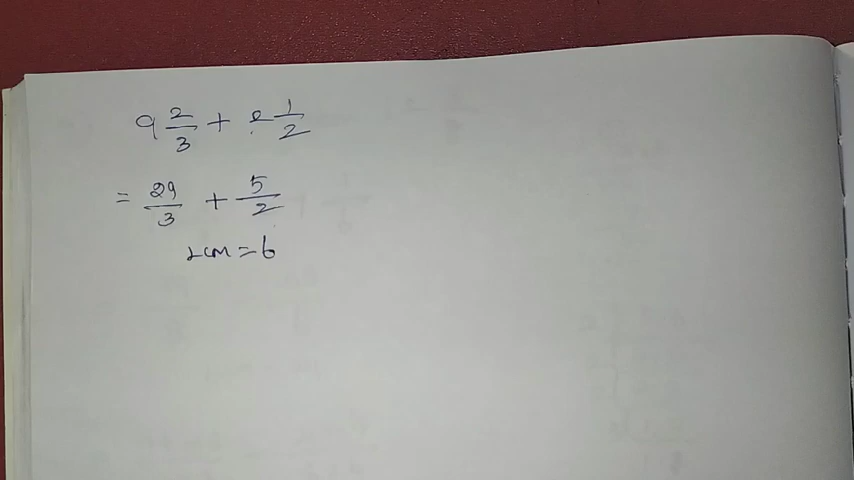 9 2/3 + 2 1/2
= 29/3 + 5/2
LCM = 6